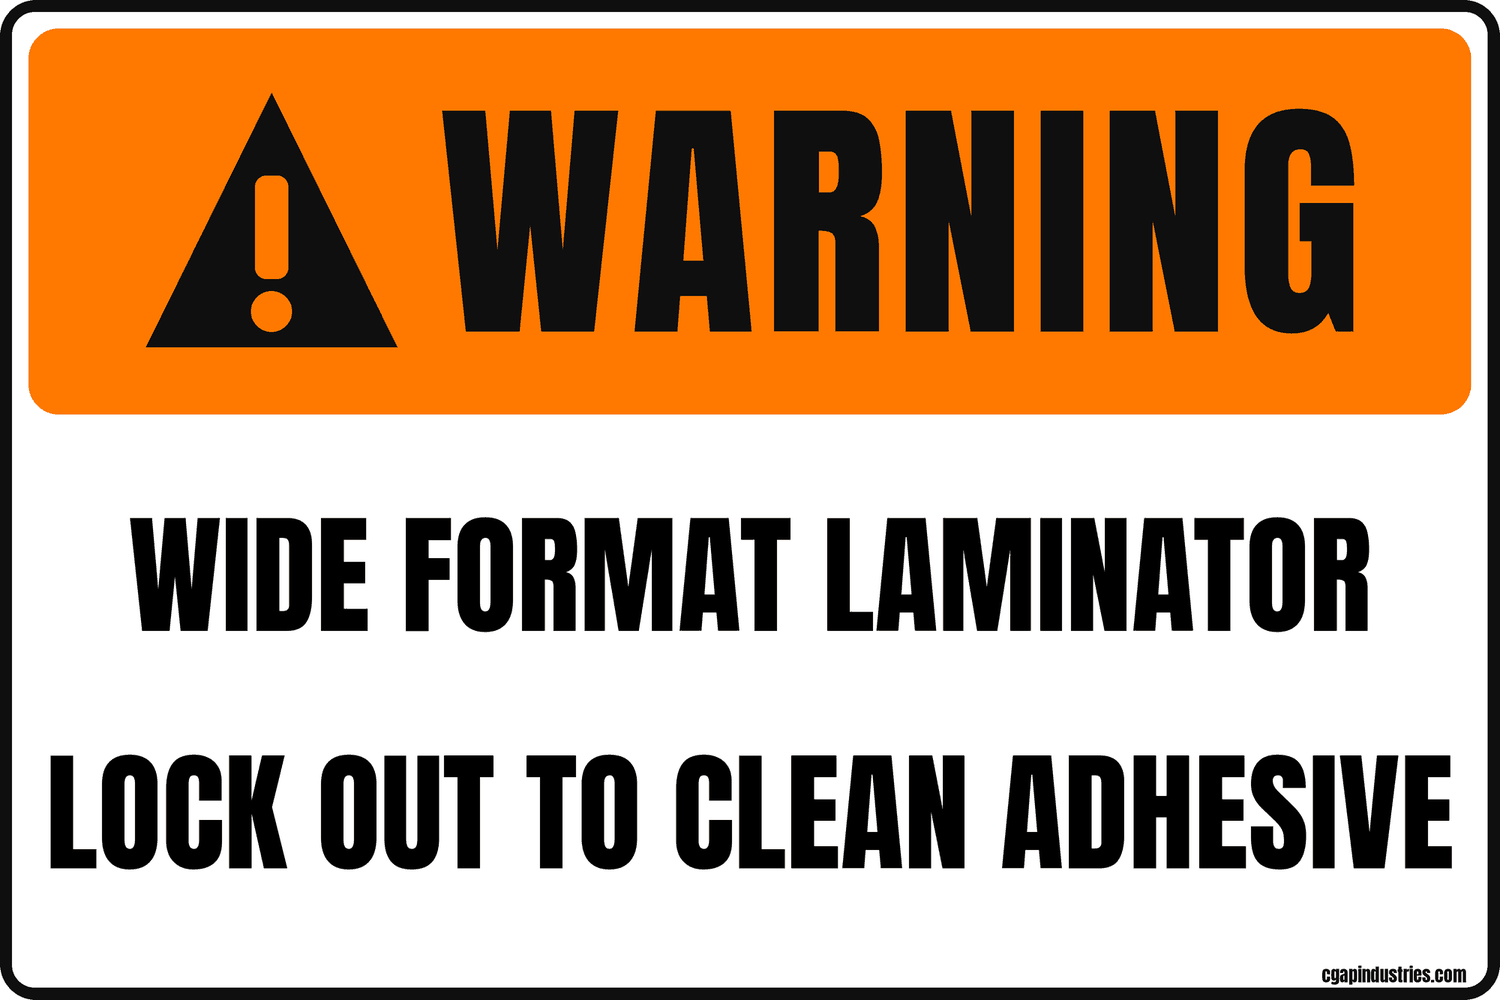 WARNING
WIDE FORMAT LAMINATOR
LOCK OUT TO CLEAN ADHESIVE
cgapindustries.com